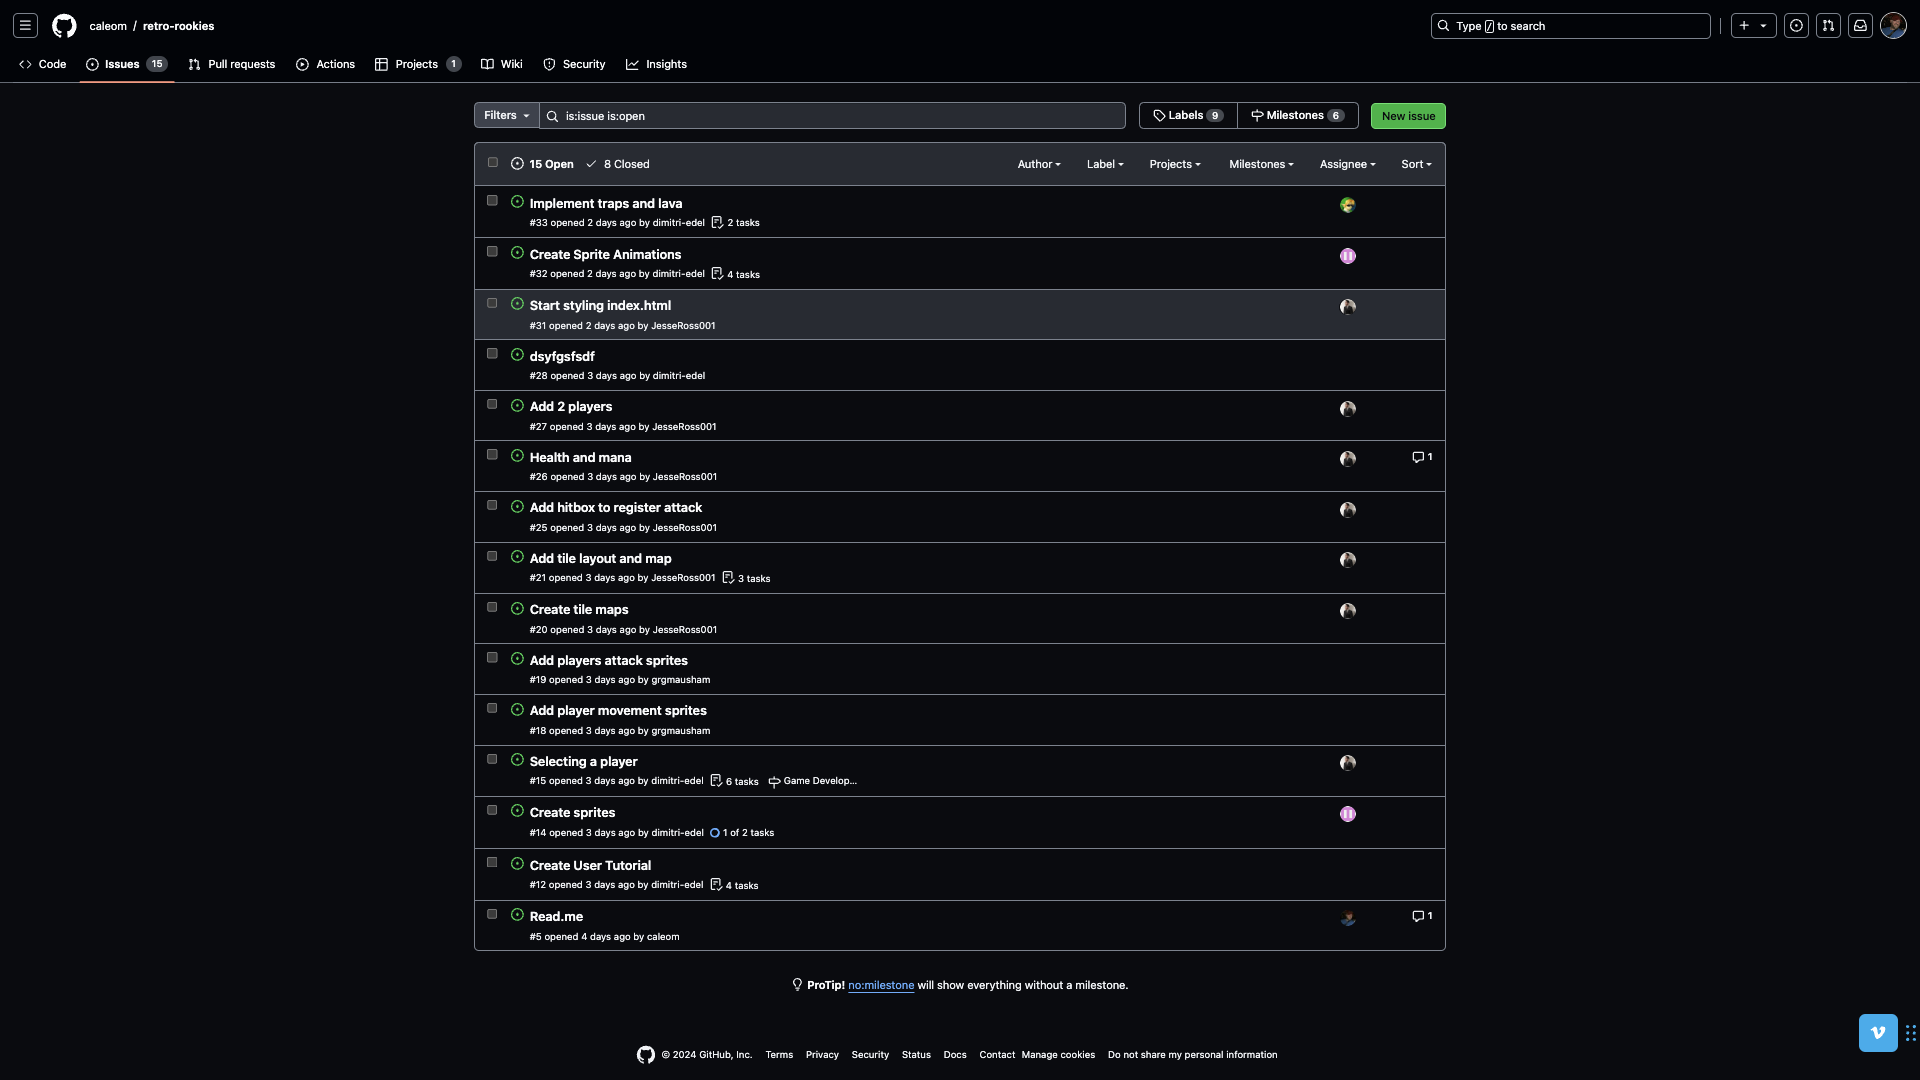 caleom / retro-rookies
Type / to search
Code
Issues 15
Pull requests
Actions
Projects 1
Wiki
Security
Insights
Filters
is:issue is:open
Labels 9
Milestones 6
New issue
15 Open
8 Closed
Author
Label
Projects
Milestones
Assignee
Sort
Implement traps and lava
#33 opened 2 days ago by dimitri-edel 2 tasks
Create Sprite Animations
#32 opened 2 days ago by dimitri-edel 4 tasks
Start styling index.html
#31 opened 2 days ago by JesseRoss001
dsyfgsfsdf
#28 opened 3 days ago by dimitri-edel
Add 2 players
#27 opened 3 days ago by JesseRoss001
Health and mana
1
#26 opened 3 days ago by JesseRoss001
Add hitbox to register attack
#25 opened 3 days ago by JesseRoss001
Add tile layout and map
#21 opened 3 days ago by JesseRoss001 3 tasks
Create tile maps
#20 opened 3 days ago by JesseRoss001
Add players attack sprites
#19 opened 3 days ago by grgmausham
Add player movement sprites
#18 opened 3 days ago by grgmausham
Selecting a player
#15 opened 3 days ago by dimitri-edel 6 tasks Game Develop...
Create sprites
#14 opened 3 days ago by dimitri-edel 1 of 2 tasks
Create User Tutorial
#12 opened 3 days ago by dimitri-edel 4 tasks
Read.me
1
#5 opened 4 days ago by caleom
ProTip! no:milestone will show everything without a milestone.
© 2024 GitHub, Inc. Terms Privacy Security Status Docs Contact Manage cookies Do not share my personal information